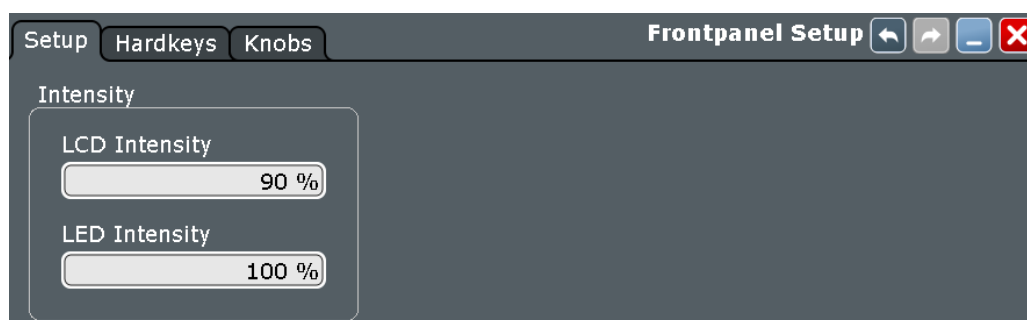 Setup Hardkeys Knobs Frontpanel Setup
Intensity
LCD Intensity
90 %
LED Intensity
100 %